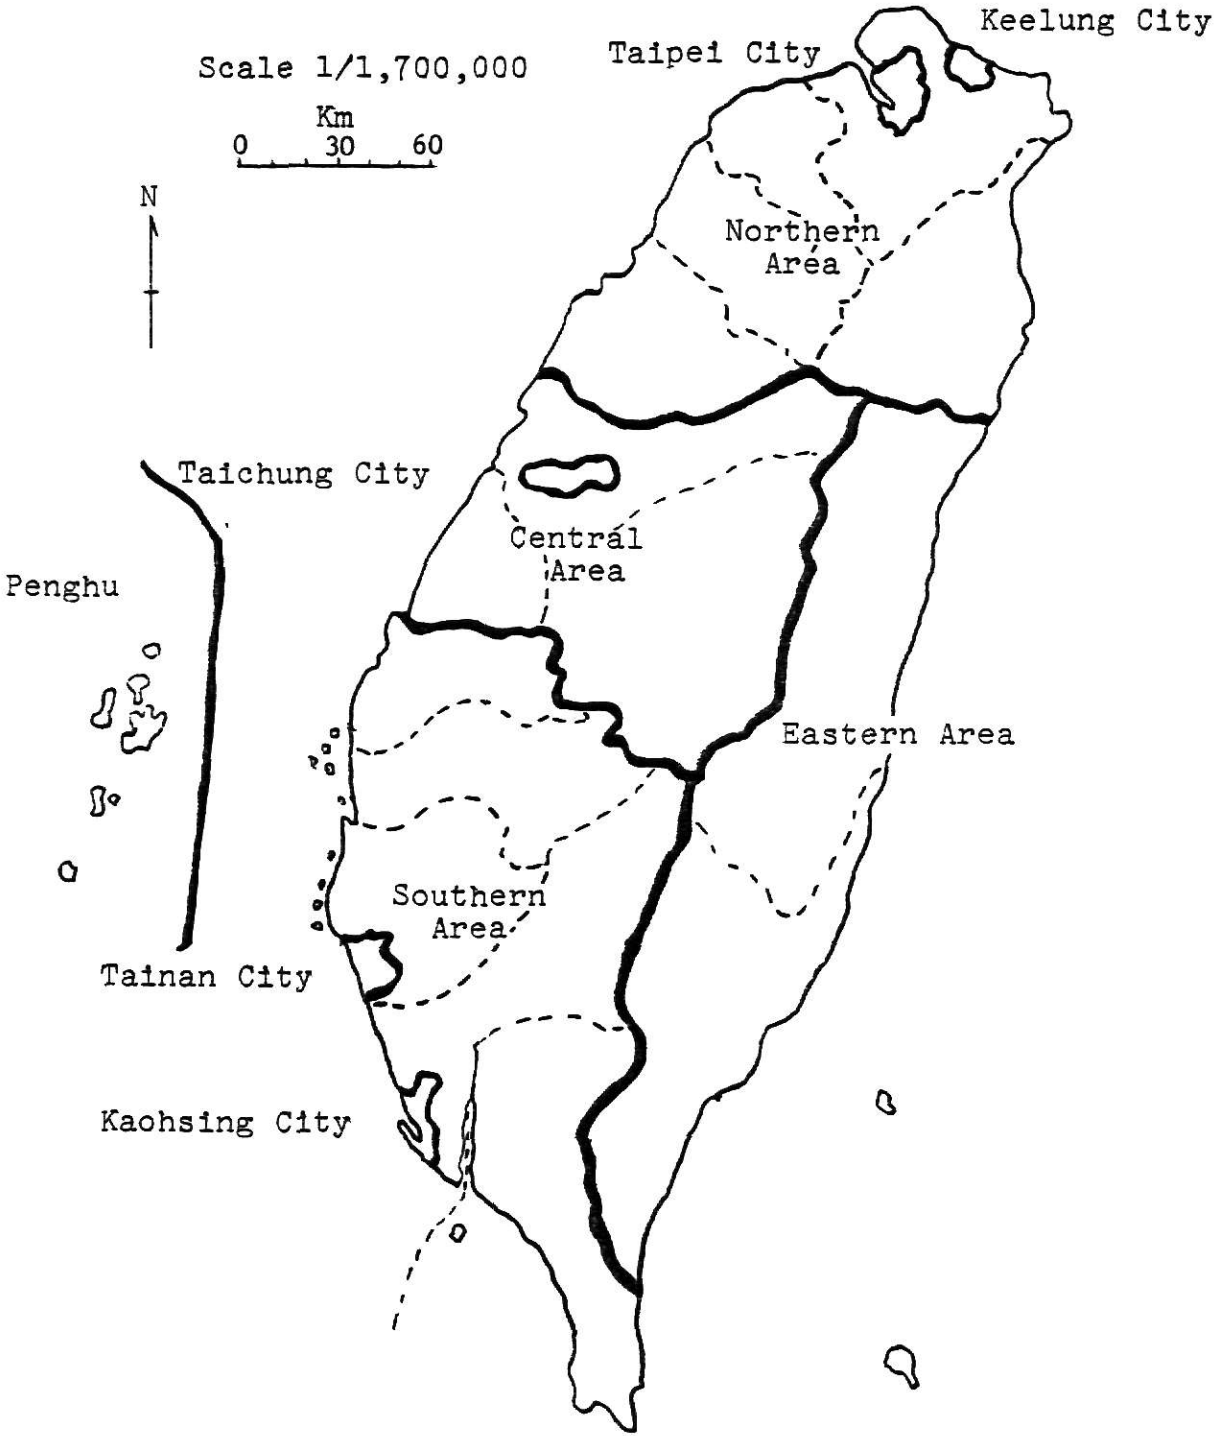 Keelung City
Taipei City
Scale 1/1,700,000
Km
0 30 60
N
Northern
Area
Taichung City
Central
Area
Penghu
Eastern Area
Southern
Area
Tainan City
Kaohsing City